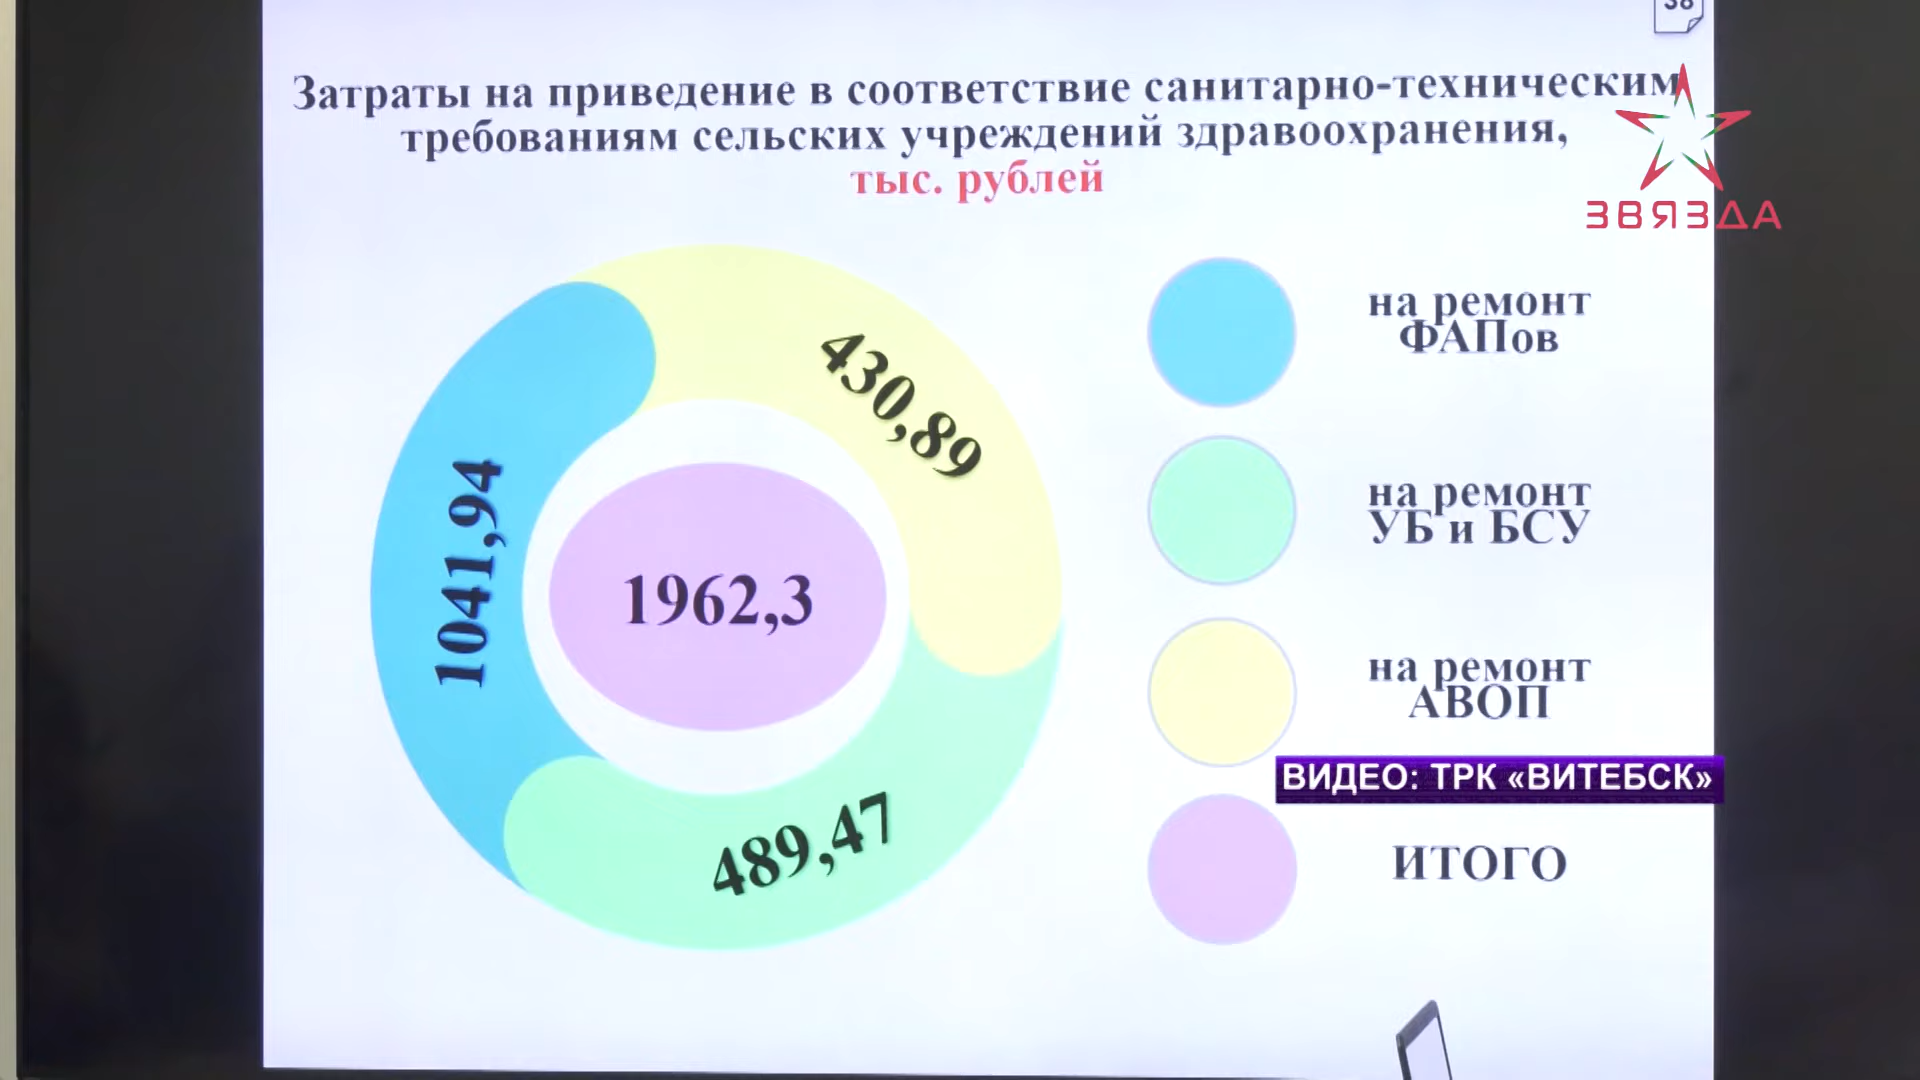 38
Затраты на приведение в соответствие санитарно-техническим
требованиям сельских учреждений здравоохранения,
тыс. рублей
ЗВЯЗДА
430,89
1041,94
1962,3
489,47
на ремонт
ФАПов
на ремонт
УБ и БСУ
на ремонт
АВОП
ВИДЕО: ТРК «ВИТЕБСК»
ИТОГО